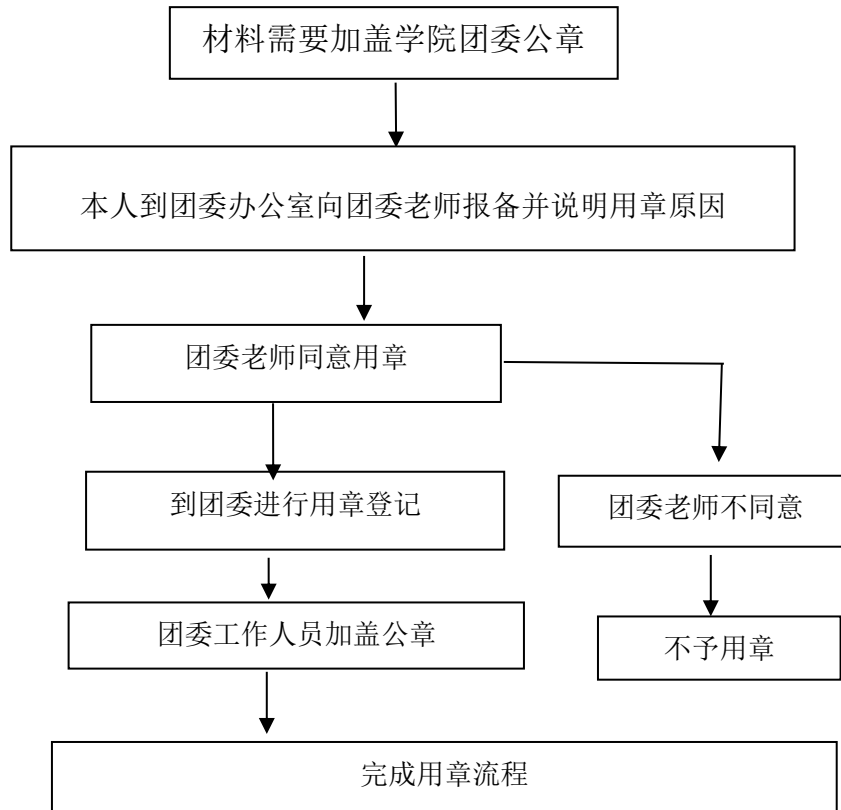 材料需要加盖学院团委公章
本人到团委办公室向团委老师报备并说明用章原因
团委老师同意用章
到团委进行用章登记
团委老师不同意
团委工作人员加盖公章
不予用章
完成用章流程